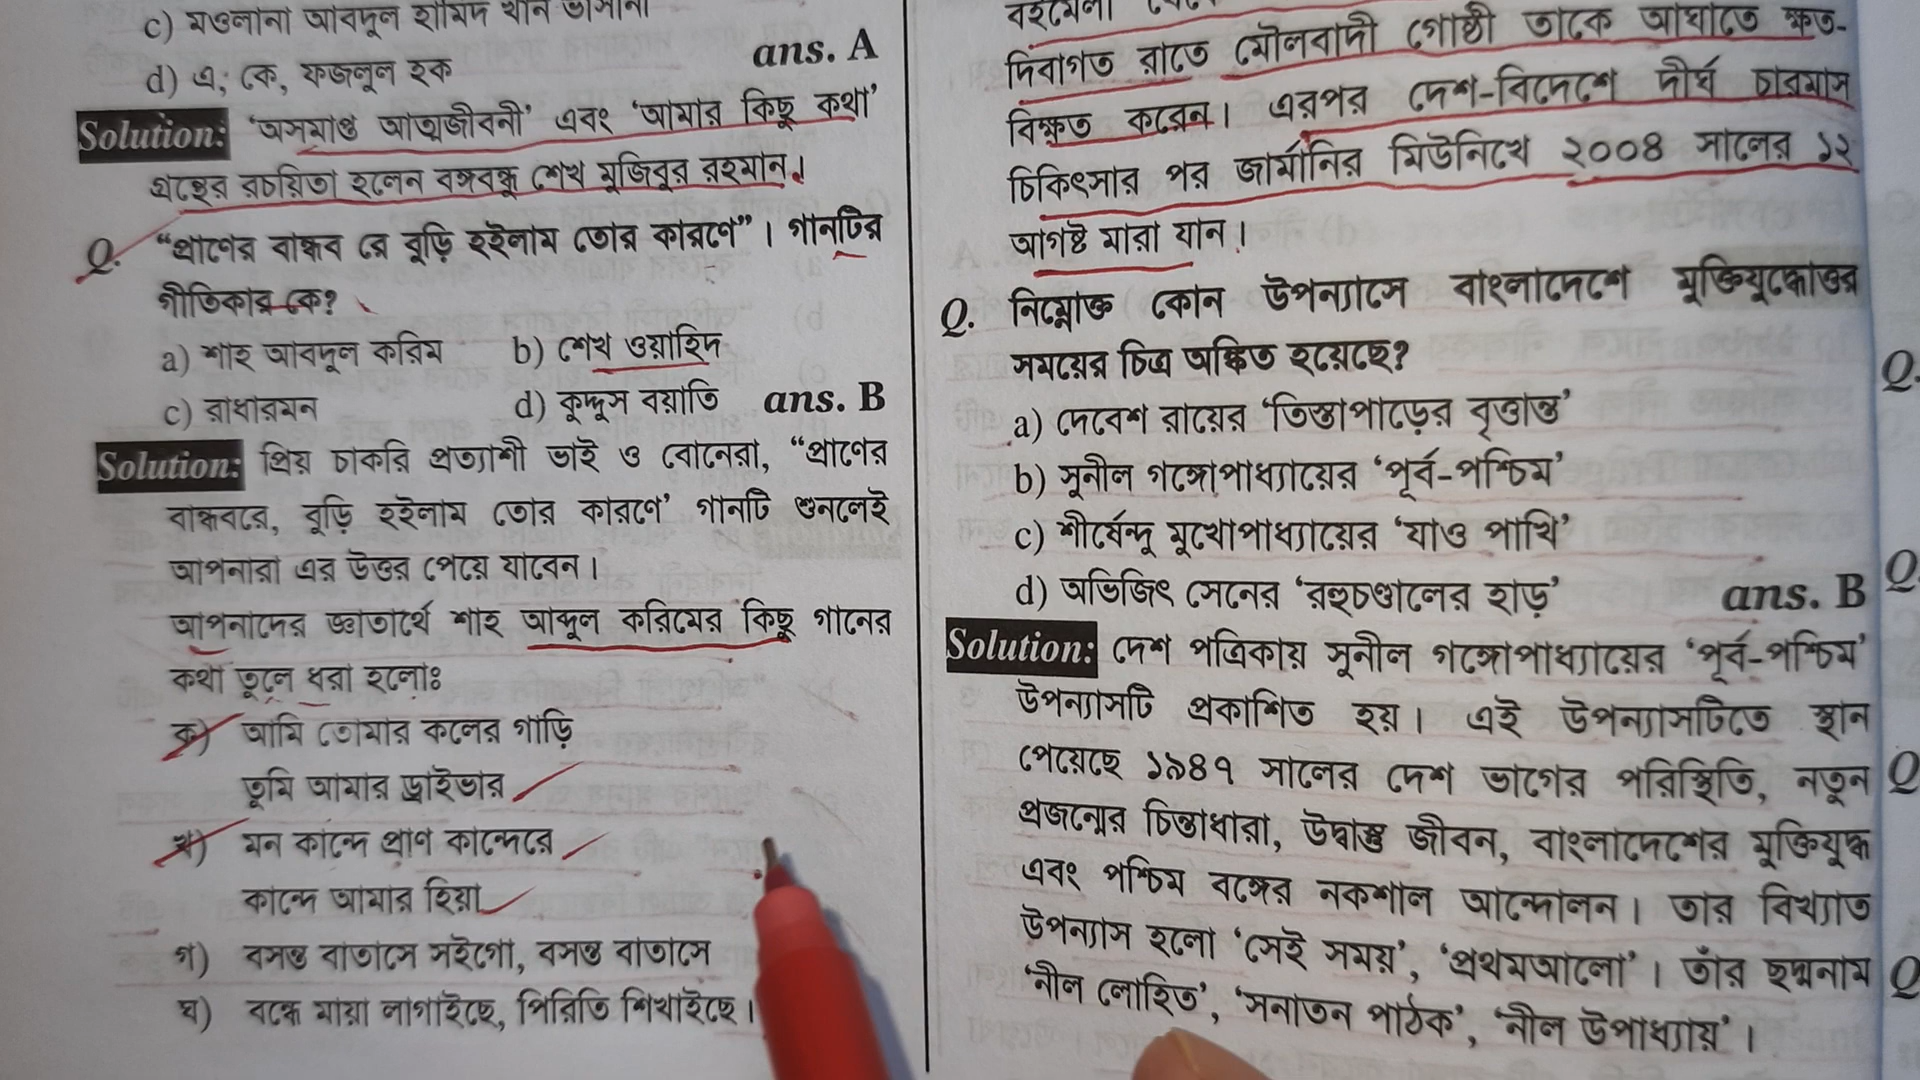 c) মওলানা আবদুল হামিদ খান ভাসানী
d) এ, কে, ফজলুল হক ans. A
Solution: 'অসমাপ্ত আত্মজীবনী' এবং 'আমার কিছু কথা'
গ্রন্থের রচয়িতা হলেন বঙ্গবন্ধু শেখ মুজিবুর রহমান।
Q. “প্রাণের বান্ধব রে বুড়ি হইলাম তোর কারণে”। গানটির
গীতিকার কে?
a) শাহ আবদুল করিম b) শেখ ওয়াহিদ
c) রাধারমন d) কুদ্দুস বয়াতি ans. B
Solution: প্রিয় চাকরি প্রত্যাশী ভাই ও বোনেরা, “প্রাণের
বান্ধবরে, বুড়ি হইলাম তোর কারণে’ গানটি শুনলেই
আপনারা এর উত্তর পেয়ে যাবেন।
আপনাদের জ্ঞাতার্থে শাহ আব্দুল করিমের কিছু গানের
কথা তুলে ধরা হলোঃ
ক) আমি তোমার কলের গাড়ি
তুমি আমার ড্রাইভার
খ) মন কান্দে প্রাণ কান্দেরে
কান্দে আমার হিয়া
গ) বসন্ত বাতাসে সইগো, বসন্ত বাতাসে
ঘ) বন্ধে মায়া লাগাইছে, পিরিতি শিখাইছে।
বইমেলা
দিবাগত রাতে মৌলবাদী গোষ্ঠী তাকে আঘাতে ক্ষত-
বিক্ষত করেন। এরপর দেশ-বিদেশে দীর্ঘ চারমাস
চিকিৎসার পর জার্মানির মিউনিখে ২০০৪ সালের ১২
আগষ্ট মারা যান।
Q. নিম্নোক্ত কোন উপন্যাসে বাংলাদেশে মুক্তিযুদ্ধোত্তর
সময়ের চিত্র অঙ্কিত হয়েছে?
a) দেবেশ রায়ের ‘তিস্তাপাড়ের বৃত্তান্ত’
b) সুনীল গঙ্গোপাধ্যায়ের ‘পূর্ব-পশ্চিম’
c) শীর্ষেন্দু মুখোপাধ্যায়ের ‘যাও পাখি’
d) অভিজিৎ সেনের ‘রহুচণ্ডালের হাড়’ ans. B
Solution: দেশ পত্রিকায় সুনীল গঙ্গোপাধ্যায়ের ‘পূর্ব-পশ্চিম’
উপন্যাসটি প্রকাশিত হয়। এই উপন্যাসটিতে স্থান
পেয়েছে ১৯৪৭ সালের দেশ ভাগের পরিস্থিতি, নতুন
প্রজন্মের চিন্তাধারা, উদ্বাস্তু জীবন, বাংলাদেশের মুক্তিযুদ্ধ
এবং পশ্চিম বঙ্গের নকশাল আন্দোলন। তার বিখ্যাত
উপন্যাস হলো ‘সেই সময়’, ‘প্রথমআলো’। তাঁর ছদ্মনাম
‘নীল লোহিত’, ‘সনাতন পাঠক’, ‘নীল উপাধ্যায়’।
Q.
Q.
Q
Q